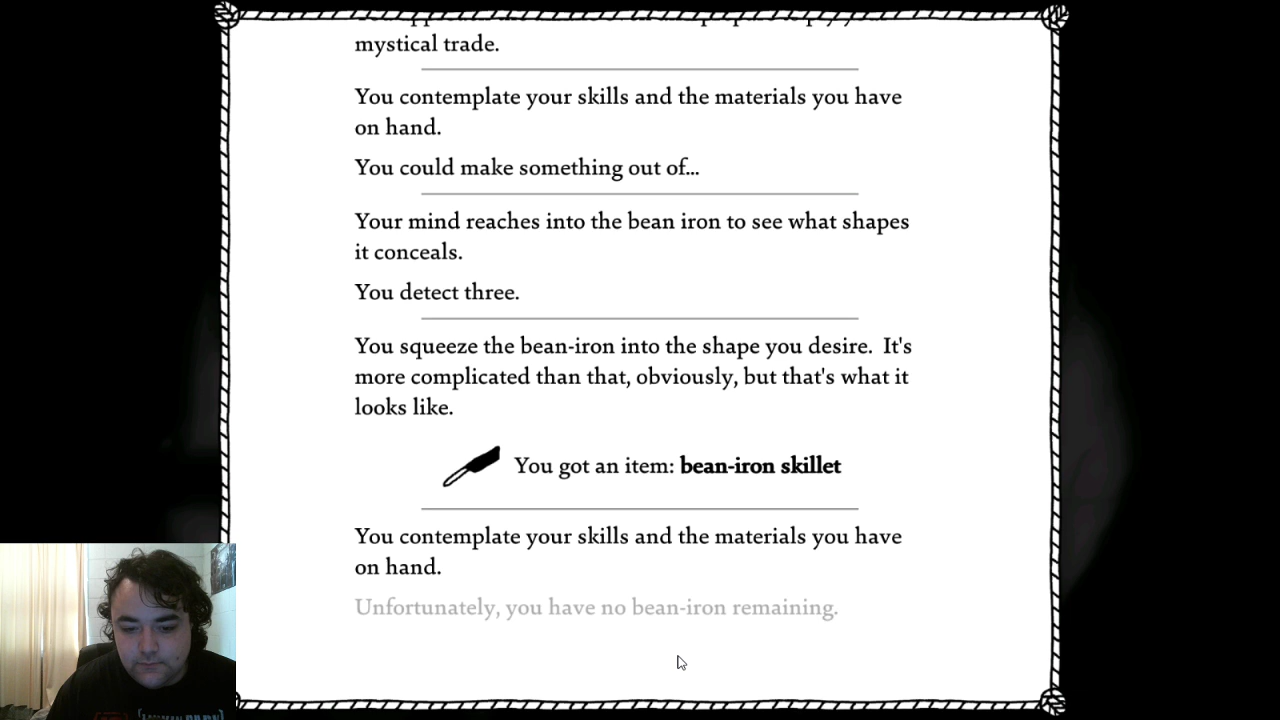 mystical trade.
You contemplate your skills and the materials you have
on hand.
You could make something out of...
Your mind reaches into the bean iron to see what shapes
it conceals.
You detect three.
You squeeze the bean-iron into the shape you desire.  It's
more complicated than that, obviously, but that's what it
looks like.
You got an item: bean-iron skillet
You contemplate your skills and the materials you have
on hand.
Unfortunately, you have no bean-iron remaining.